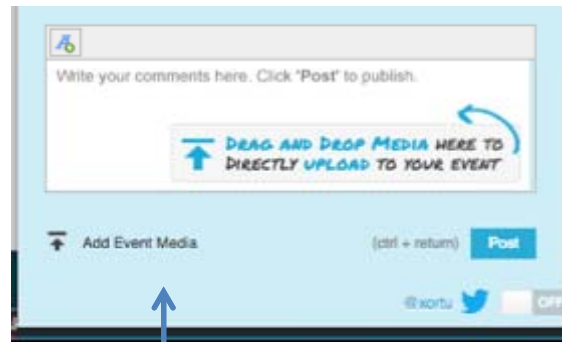 Write your comments here. Click "Post" to publish.
DRAG AND DROP MEDIA HERE TO
DIRECTLY UPLOAD TO YOUR EVENT
Add Event Media
(ctrl + return) Post
@xortu OFF